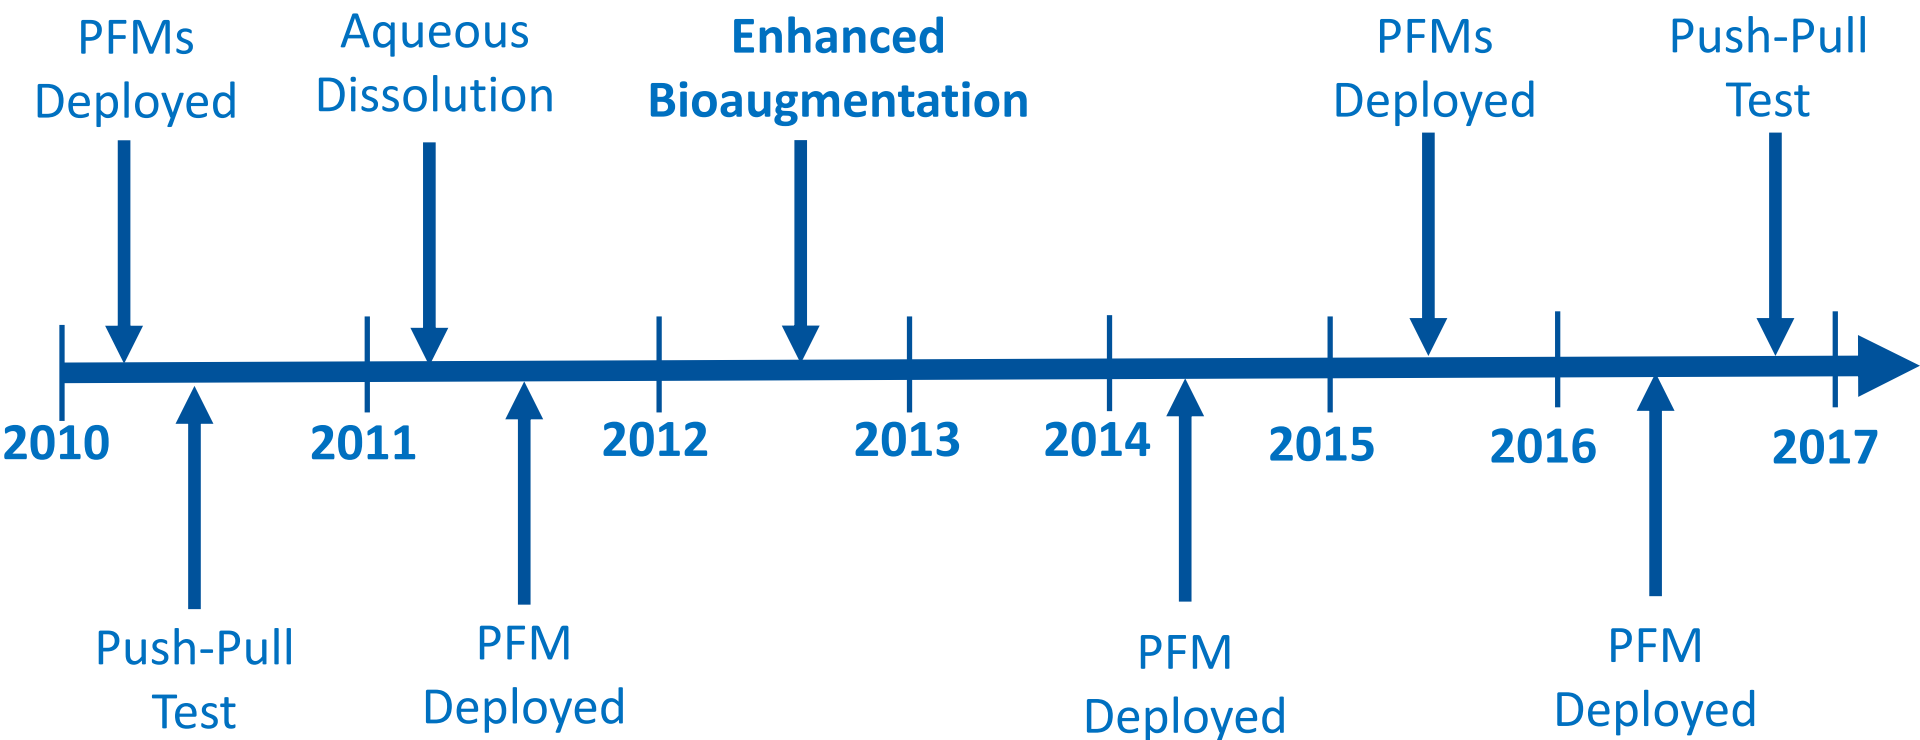 PFMs
Deployed
Aqueous
Dissolution
Enhanced
Bioaugmentation
PFMs
Deployed
Push-Pull
Test
2010
2011
2012
2013
2014
2015
2016
2017
Push-Pull
Test
PFM
Deployed
PFM
Deployed
PFM
Deployed